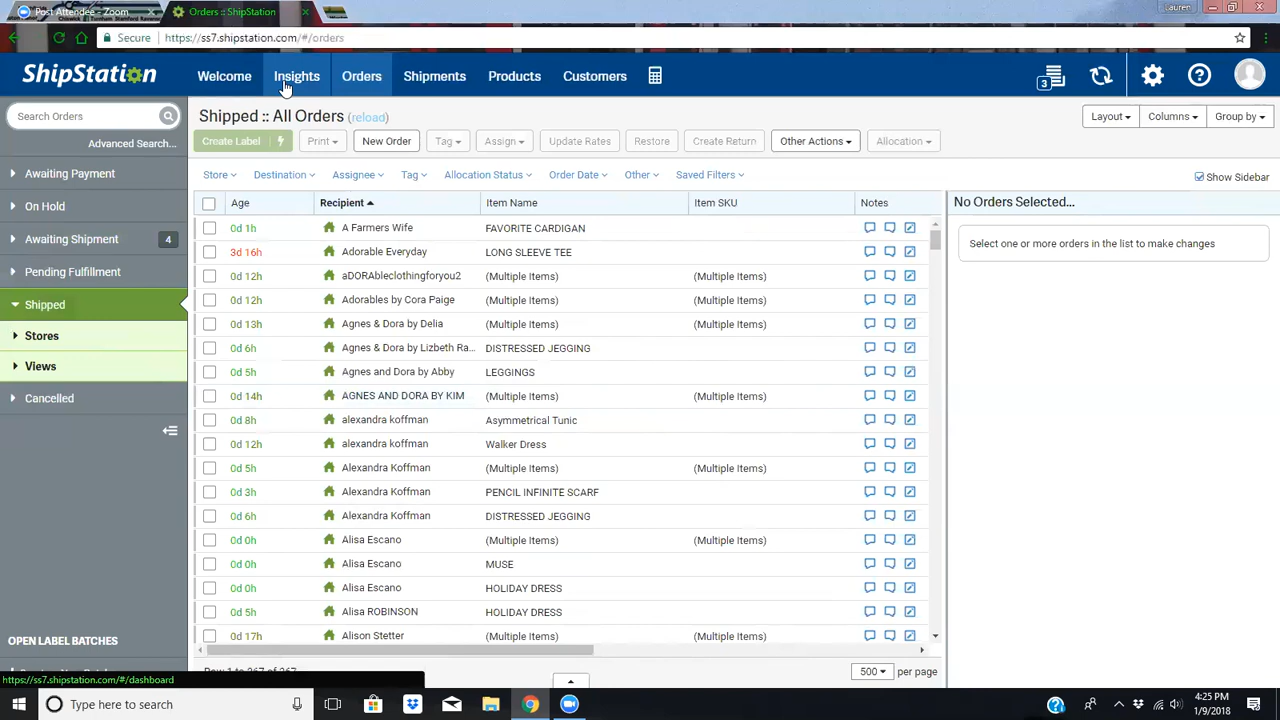 Post Attendee - Zoom
Orders :: ShipStation
Lauren
Secure https://ss7.shipstation.com/#/orders
ShipStation
Welcome Insights Orders Shipments Products Customers
3
Search Orders
Shipped :: All Orders (reload)
Layout Columns Group by
Create Label Print New Order Tag Assign Update Rates Restore Create Return Other Actions Allocation
Advanced Search...
Store Destination Assignee Tag Allocation Status Order Date Other Saved Filters Show Sidebar
Awaiting Payment
On Hold
Awaiting Shipment 4
Pending Fulfillment
Shipped
Stores
Views
Cancelled
Age Recipient Item Name Item SKU Notes
0d 1h A Farmers Wife FAVORITE CARDIGAN
3d 16h Adorable Everyday LONG SLEEVE TEE
0d 12h aDORAbleclothingforyou2 (Multiple Items) (Multiple Items)
0d 12h Adorables by Cora Paige (Multiple Items) (Multiple Items)
0d 13h Agnes & Dora by Delia (Multiple Items) (Multiple Items)
0d 6h Agnes & Dora by Lizbeth Ra... DISTRESSED JEGGING
0d 5h Agnes and Dora by Abby LEGGINGS
0d 14h AGNES AND DORA BY KIM (Multiple Items) (Multiple Items)
0d 8h alexandra koffman Asymmetrical Tunic
0d 12h alexandra koffman Walker Dress
0d 5h Alexandra Koffman (Multiple Items) (Multiple Items)
0d 3h Alexandra Koffman PENCIL INFINITE SCARF
0d 6h Alexandra Koffman DISTRESSED JEGGING
0d 0h Alisa Escano (Multiple Items) (Multiple Items)
0d 0h Alisa Escano MUSE
0d 0h Alisa Escano HOLIDAY DRESS
0d 5h Alisa ROBINSON HOLIDAY DRESS
0d 17h Alison Stetter (Multiple Items) (Multiple Items)
No Orders Selected...
Select one or more orders in the list to make changes
OPEN LABEL BATCHES
Row 1 to 267 of 267
500 per page
https://ss7.shipstation.com/#/dashboard
Type here to search
4:25 PM
1/9/2018